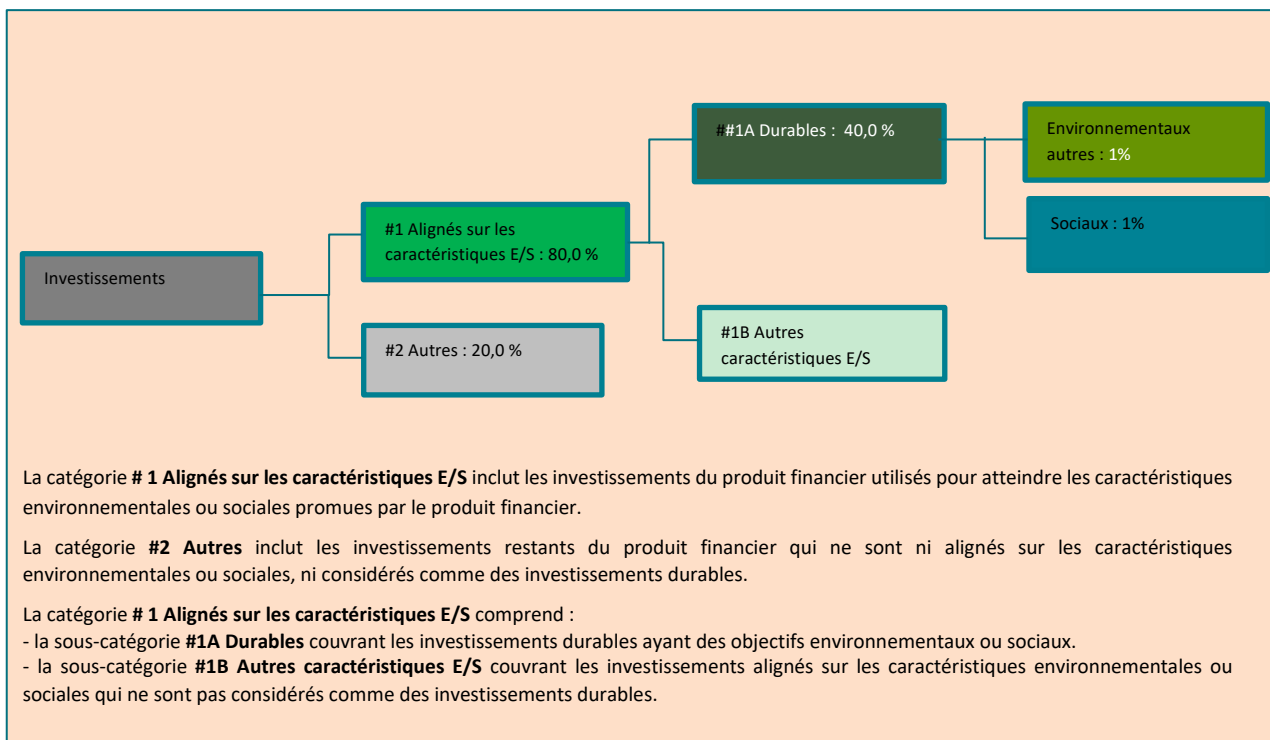 ##1A Durables : 40,0 %
Environnementaux
autres : 1%
#1 Alignés sur les
caractéristiques E/S : 80,0 %
Sociaux : 1%
Investissements
#2 Autres : 20,0 %
#1B Autres
caractéristiques E/S
La catégorie # 1 Alignés sur les caractéristiques E/S inclut les investissements du produit financier utilisés pour atteindre les caractéristiques
environnementales ou sociales promues par le produit financier.
La catégorie #2 Autres inclut les investissements restants du produit financier qui ne sont ni alignés sur les caractéristiques
environnementales ou sociales, ni considérés comme des investissements durables.
La catégorie # 1 Alignés sur les caractéristiques E/S comprend :
- la sous-catégorie #1A Durables couvrant les investissements durables ayant des objectifs environnementaux ou sociaux.
- la sous-catégorie #1B Autres caractéristiques E/S couvrant les investissements alignés sur les caractéristiques environnementales ou
sociales qui ne sont pas considérés comme des investissements durables.